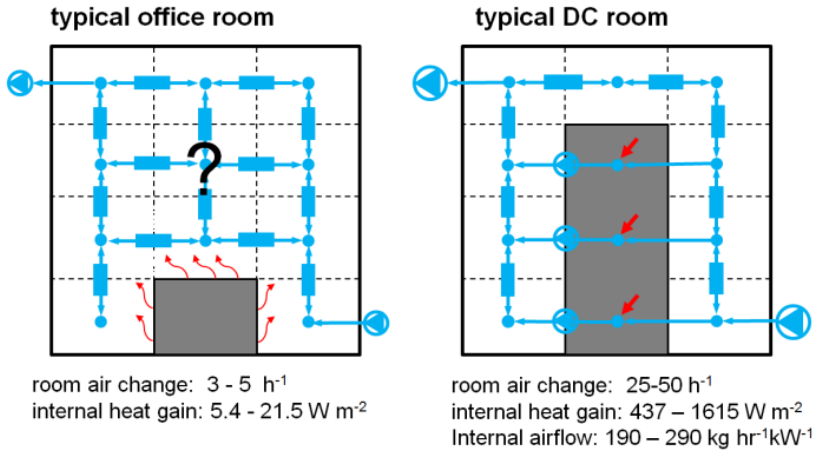 typical office room
typical DC room
?
room air change:  3 - 5  h⁻¹
internal heat gain: 5.4 - 21.5 W m⁻²
room air change:  25-50 h⁻¹
internal heat gain: 437 – 1615 W m⁻²
Internal airflow: 190 – 290 kg hr⁻¹kW⁻¹